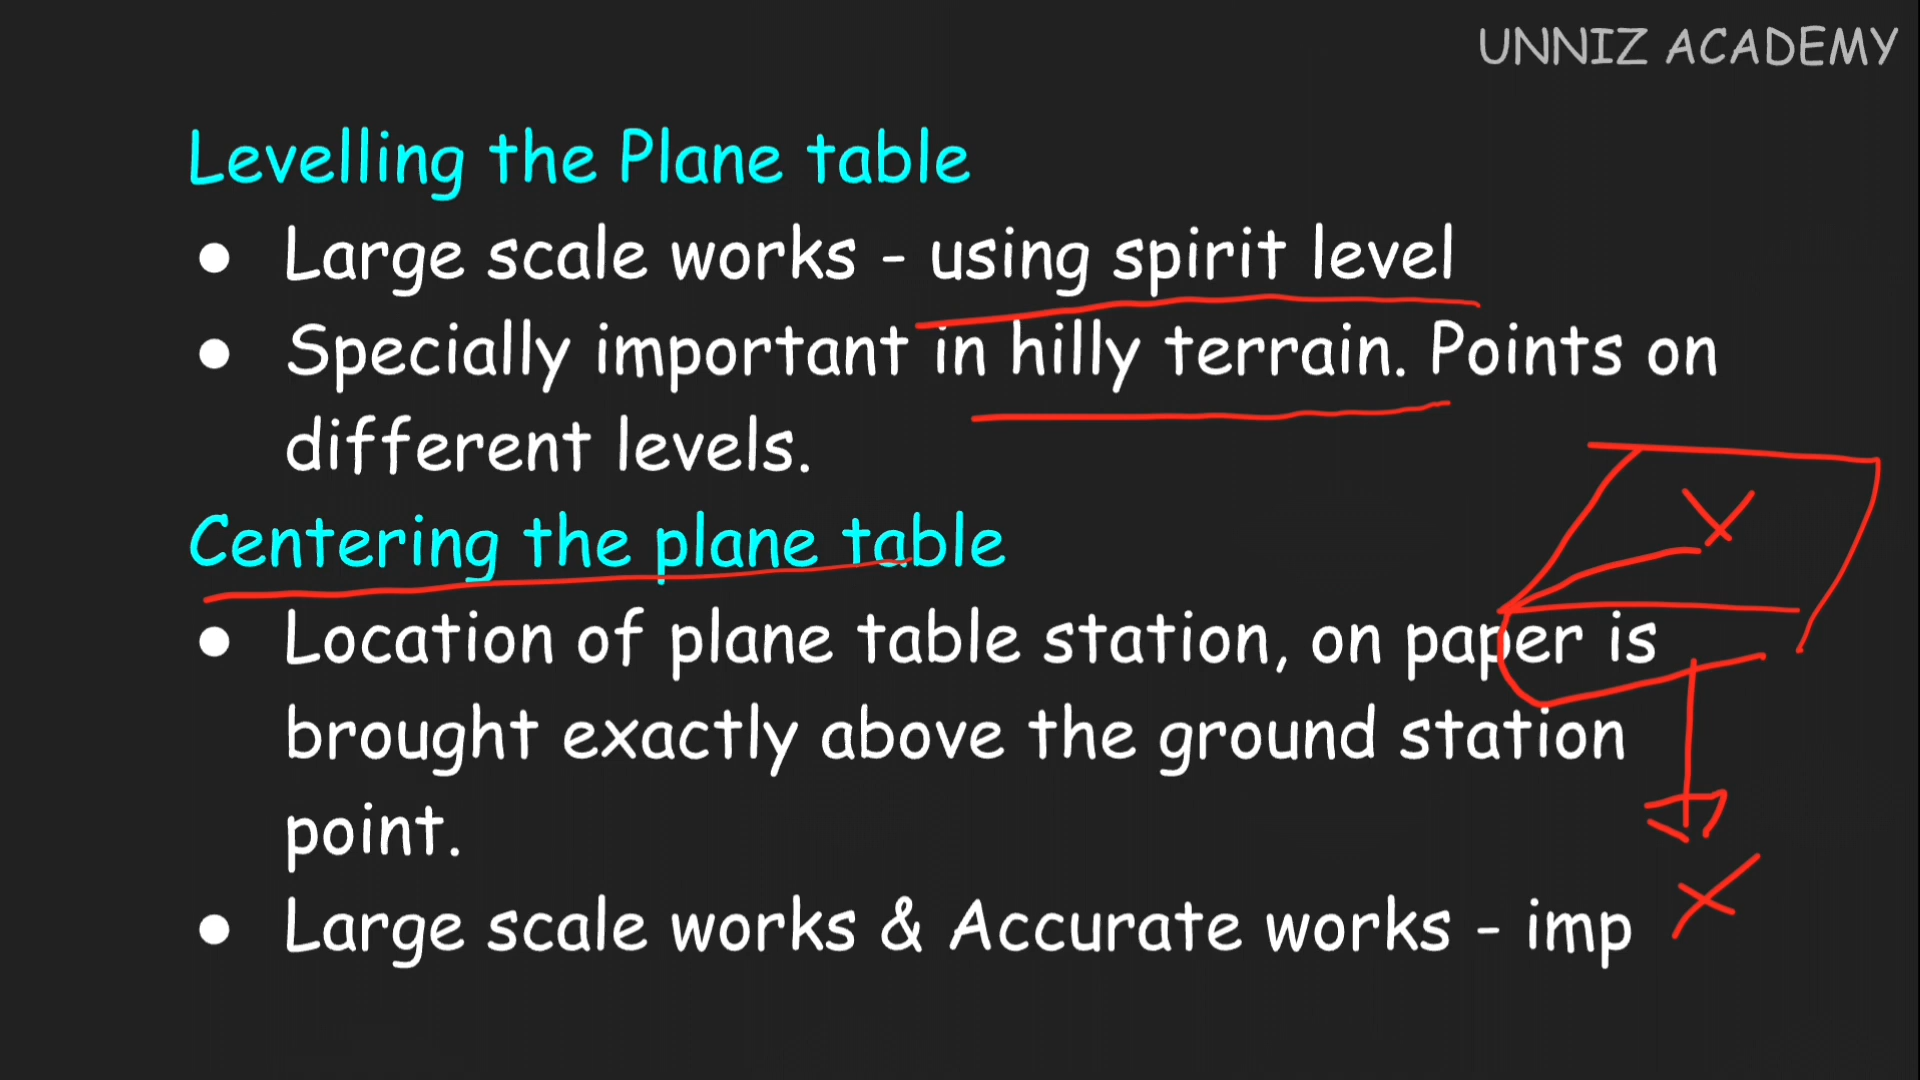 UNNIZ ACADEMY
Levelling the Plane table
● Large scale works - using spirit level
● Specially important in hilly terrain. Points on
different levels.
Centering the plane table
● Location of plane table station, on paper is
brought exactly above the ground station
point.
● Large scale works & Accurate works - imp